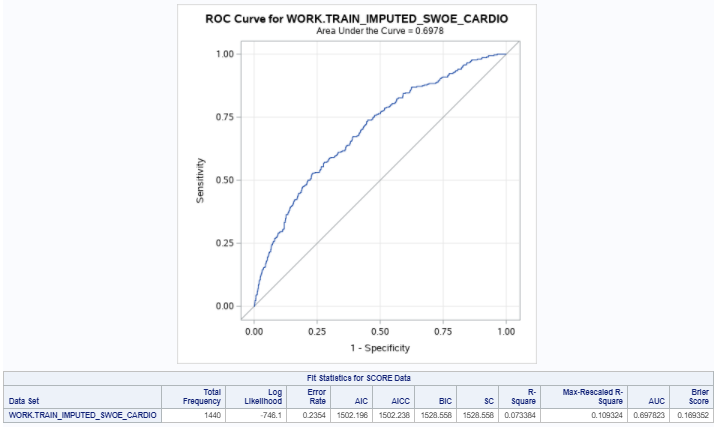 ROC Curve for WORK.TRAIN_IMPUTED_SWOE_CARDIO
Area Under the Curve = 0.6978
1.00
0.75
0.50
0.25
0.00
Sensitivity
0.00 0.25 0.50 0.75 1.00
1 - Specificity
Fit Statistics for SCORE Data
Data Set Total Frequency Log Likelihood Error Rate AIC AICC BIC SC R-Square Max-Rescaled R-Square AUC Brier Score
WORK.TRAIN_IMPUTED_SWOE_CARDIO 1440 -746.1 0.2354 1502.196 1502.238 1528.558 1528.558 0.073384 0.109324 0.697823 0.169352